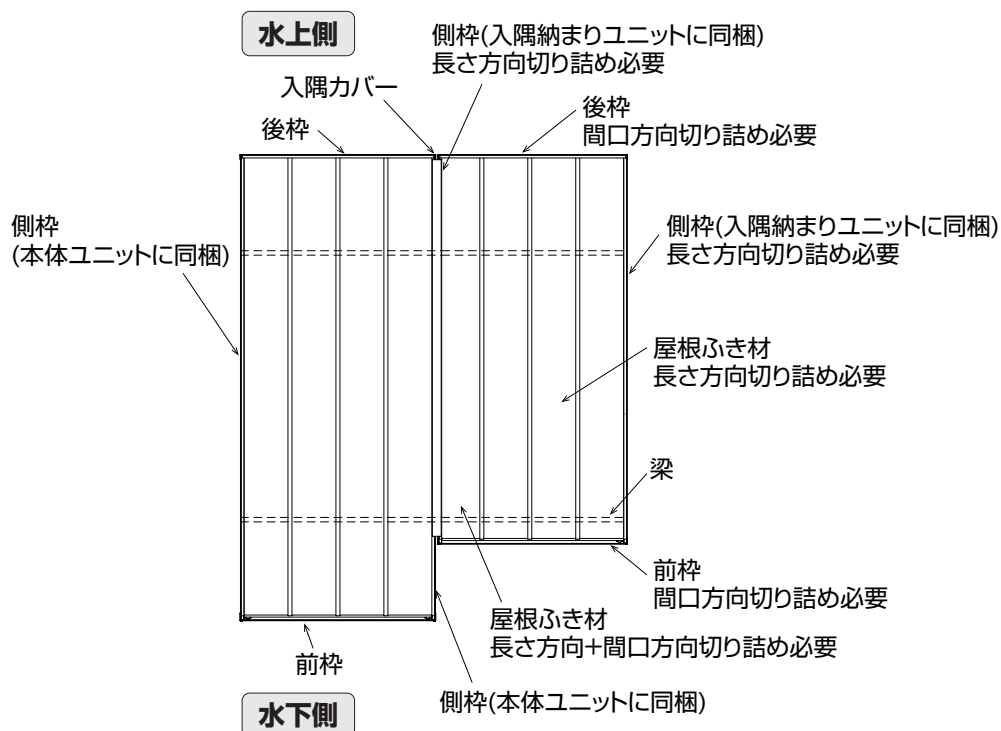 水上側
側枠(入隅納まりユニットに同梱)
長さ方向切り詰め必要
入隅カバー
後枠
後枠
間口方向切り詰め必要
側枠
(本体ユニットに同梱)
側枠(入隅納まりユニットに同梱)
長さ方向切り詰め必要
屋根ふき材
長さ方向切り詰め必要
梁
前枠
間口方向切り詰め必要
屋根ふき材
長さ方向+間口方向切り詰め必要
前枠
側枠(本体ユニットに同梱)
水下側